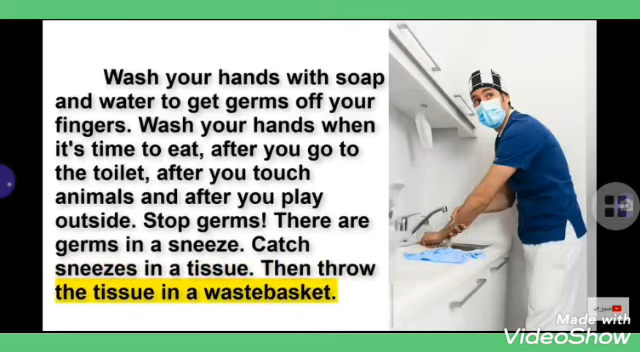 Wash your hands with soap
and water to get germs off your
fingers. Wash your hands when
it's time to eat, after you go to
the toilet, after you touch
animals and after you play
outside. Stop germs! There are
germs in a sneeze. Catch
sneezes in a tissue. Then throw
the tissue in a wastebasket.
Made with
VideoShow